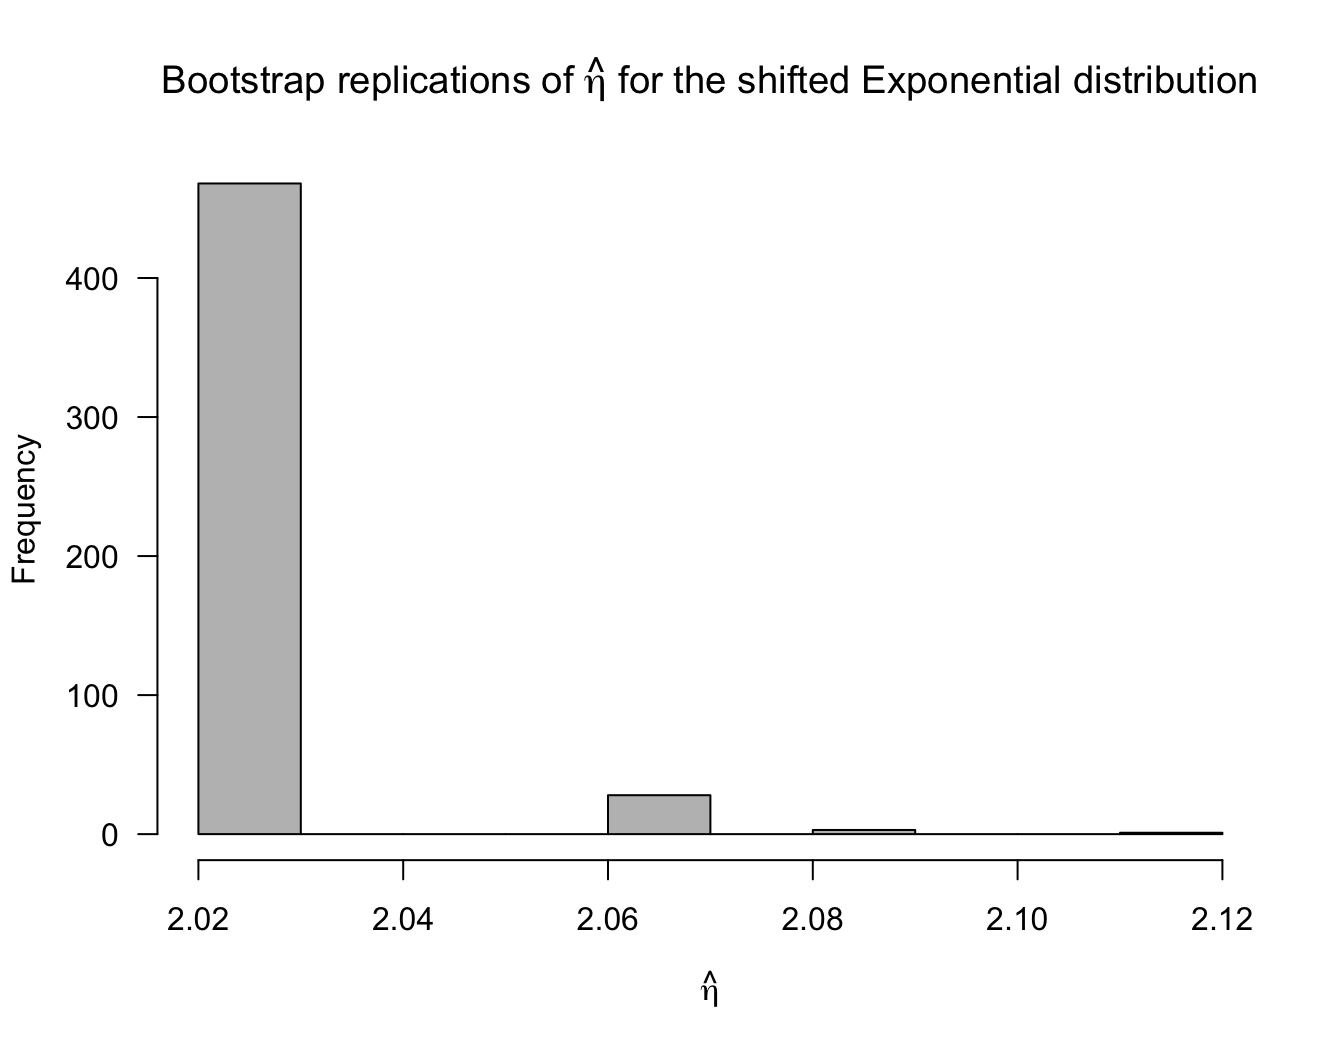 Bootstrap replications of η̂ for the shifted Exponential distribution
Frequency
400
300
200
100
0
2.02 2.04 2.06 2.08 2.10 2.12
η̂